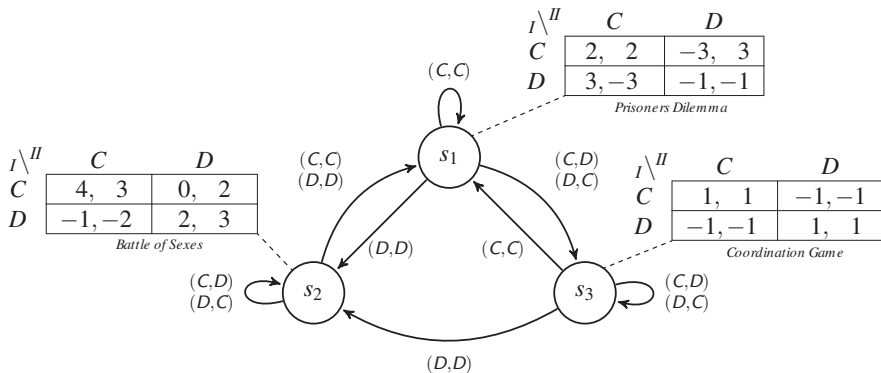 I\II C D
C 2, 2 −3, 3
D 3,−3 −1,−1
Prisoners Dilemma
(C,C)
s1
I\II C D
C 4, 3 0, 2
D −1,−2 2, 3
Battle of Sexes
(C,C)
(D,D)
(C,D)
(D,C)
I\II C D
C 1, 1 −1,−1
D −1,−1 1, 1
Coordination Game
(D,D)
(C,C)
(C,D)
(D,C)
s2
s3
(C,D)
(D,C)
(D,D)